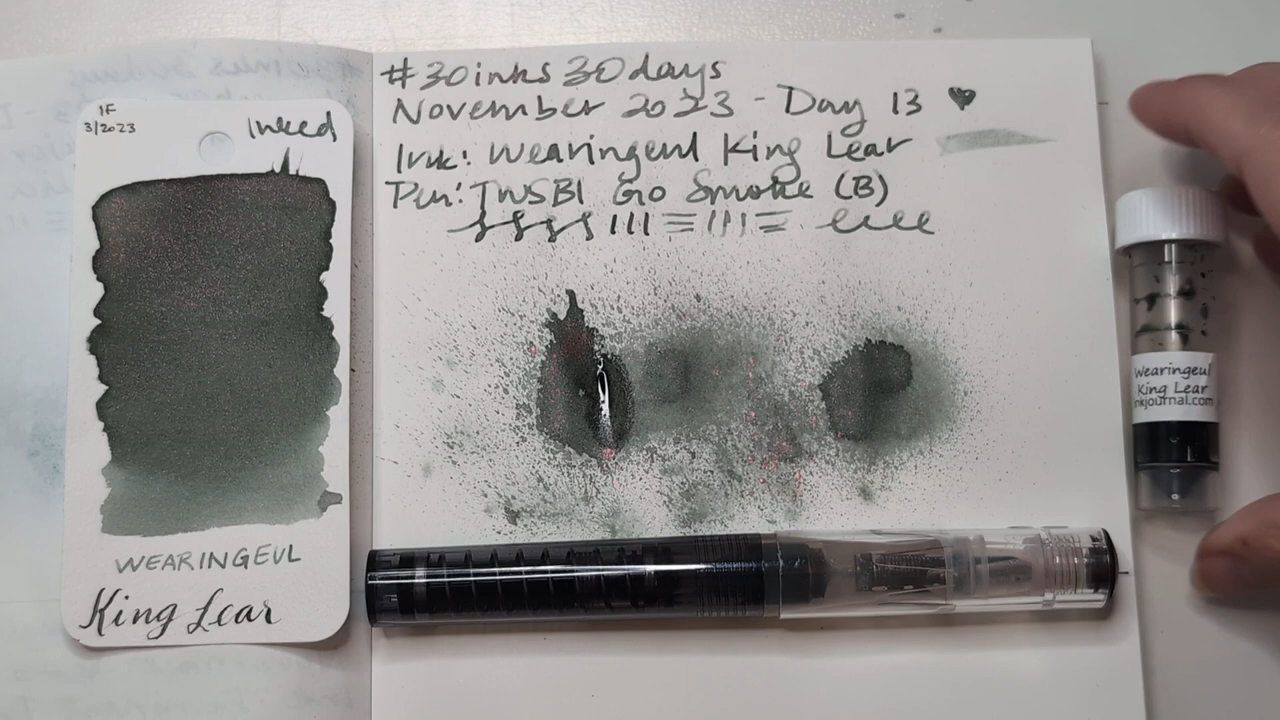 IF
3/2023
Inked
WEARINGEUL
King Lear
#30inks30days
November 2023 - Day 13 ♥
Ink: Wearingeul King Lear
Pen: TWSBI Go Smoke (B)
Wearingeul
King Lear
inkjournal.com